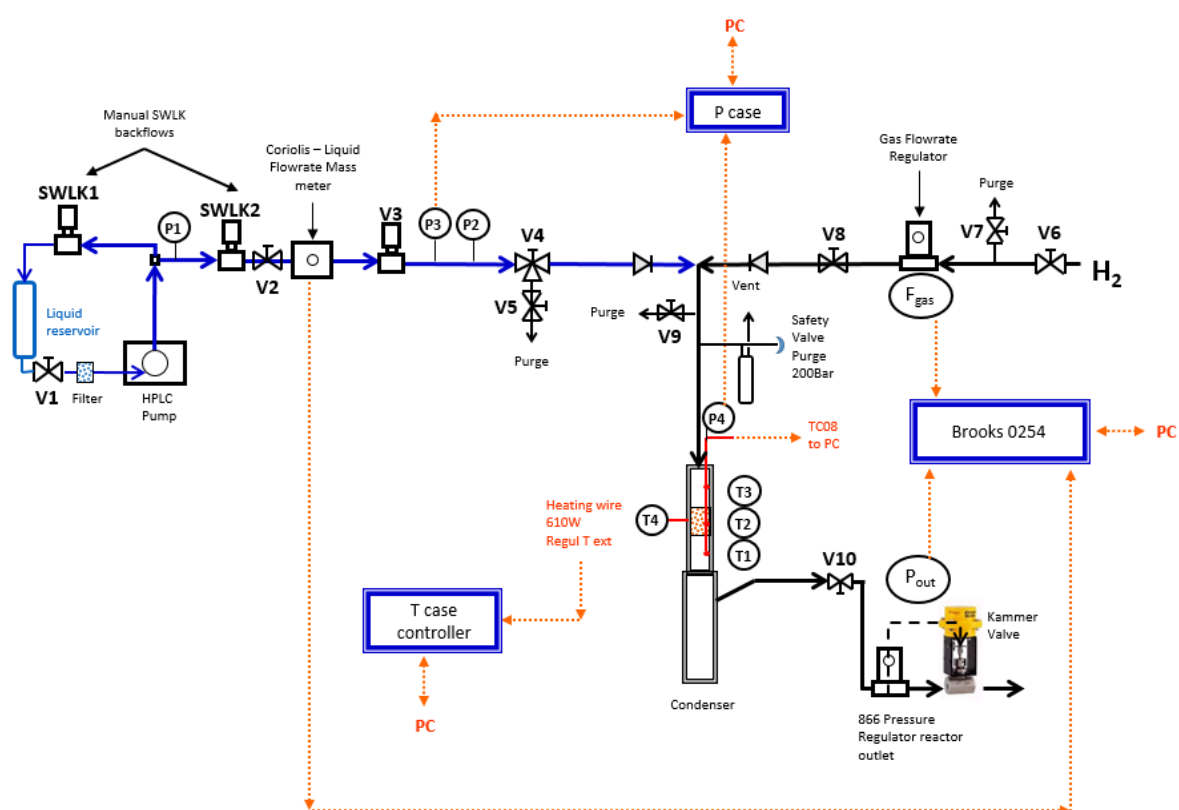 PC
P case
Manual SWLK
backflows
Coriolis – Liquid
Flowrate Mass
meter
Gas Flowrate
Regulator
SWLK1
SWLK2
P1
V2
V3
P3
P2
V4
V5
Purge
Purge
V7
V6
V8
H2
Vent
Fgas
Liquid
reservoir
V1
Filter
HPLC
Pump
Purge
V9
Safety
Valve
Purge
200Bar
P4
TC08
to PC
Brooks 0254
PC
Heating wire
610W
Regul T ext
T4
T3
T2
T1
V10
Pout
Kammer
Valve
T case
controller
PC
Condenser
866 Pressure
Regulator reactor
outlet